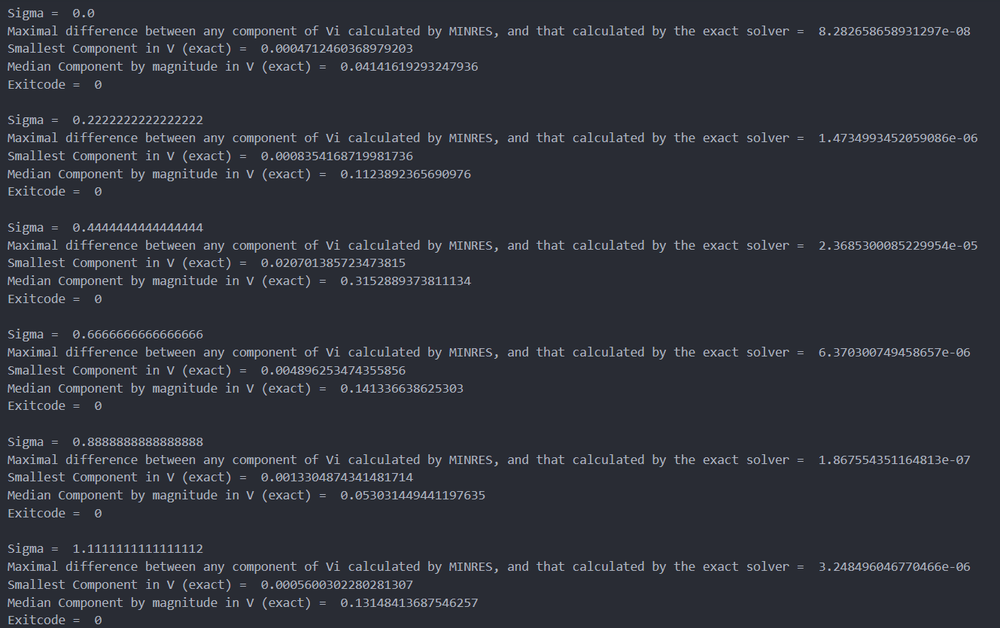 Sigma =  0.0
Maximal difference between any component of Vi calculated by MINRES, and that calculated by the exact solver =  8.282658658931297e-08
Smallest Component in V (exact) =  0.0004712460368979203
Median Component by magnitude in V (exact) =  0.04141619293247936
Exitcode =  0
Sigma =  0.2222222222222222
Maximal difference between any component of Vi calculated by MINRES, and that calculated by the exact solver =  1.4734993452059086e-06
Smallest Component in V (exact) =  0.0008354168719981736
Median Component by magnitude in V (exact) =  0.1123892365690976
Exitcode =  0
Sigma =  0.4444444444444444
Maximal difference between any component of Vi calculated by MINRES, and that calculated by the exact solver =  2.3685300085229954e-05
Smallest Component in V (exact) =  0.020701385723473815
Median Component by magnitude in V (exact) =  0.3152889373811134
Exitcode =  0
Sigma =  0.6666666666666666
Maximal difference between any component of Vi calculated by MINRES, and that calculated by the exact solver =  6.370300749458657e-06
Smallest Component in V (exact) =  0.004896253474355856
Median Component by magnitude in V (exact) =  0.141336638625303
Exitcode =  0
Sigma =  0.8888888888888888
Maximal difference between any component of Vi calculated by MINRES, and that calculated by the exact solver =  1.867554351164813e-07
Smallest Component in V (exact) =  0.0013304874341481714
Median Component by magnitude in V (exact) =  0.053031449441197635
Exitcode =  0
Sigma =  1.1111111111111112
Maximal difference between any component of Vi calculated by MINRES, and that calculated by the exact solver =  3.248496046770466e-06
Smallest Component in V (exact) =  0.0005600302280281307
Median Component by magnitude in V (exact) =  0.13148413687546257
Exitcode =  0